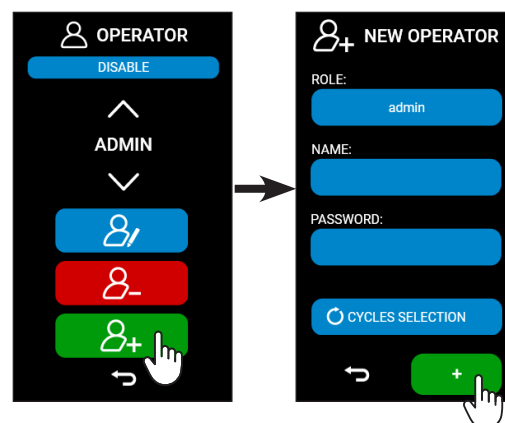 OPERATOR
DISABLE
ADMIN
NEW OPERATOR
ROLE:
admin
NAME:
PASSWORD:
CYCLES SELECTION
+